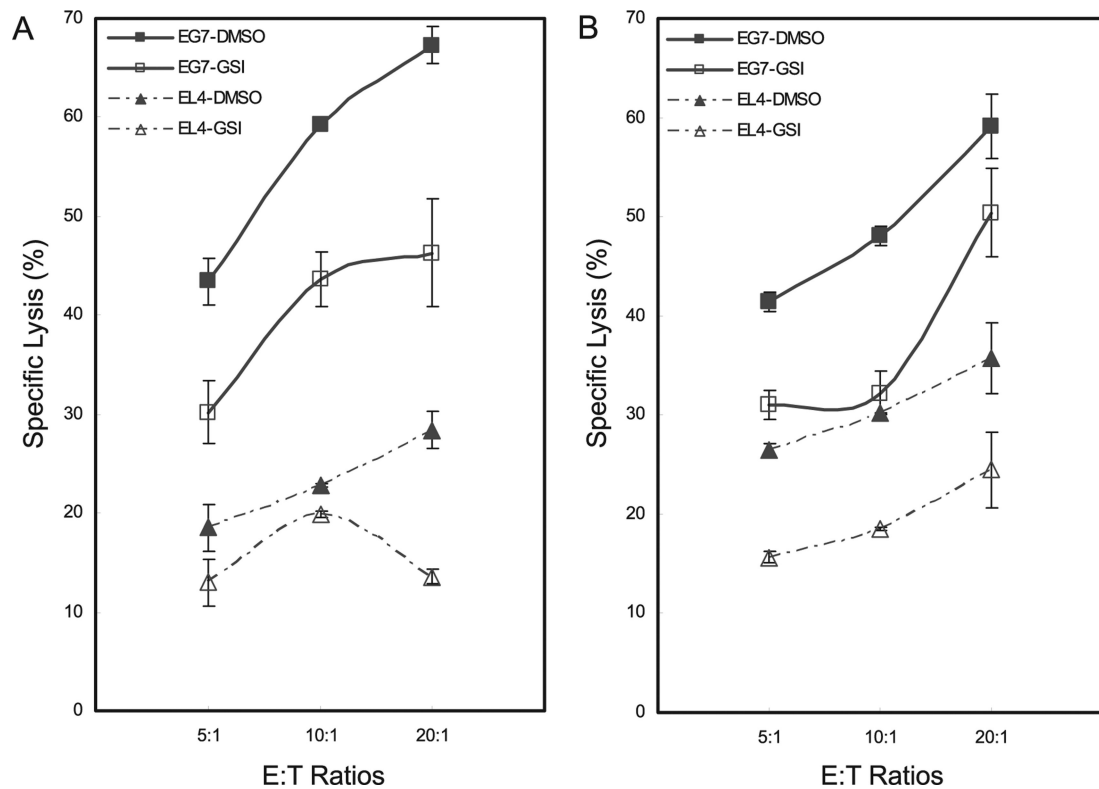 A
EG7-DMSO
EG7-GSI
EL4-DMSO
EL4-GSI
Specific Lysis (%)
70
60
50
40
30
20
10
0
5:1
10:1
20:1
E:T Ratios
B
EG7-DMSO
EG7-GSI
EL4-DMSO
EL4-GSI
Specific Lysis (%)
70
60
50
40
30
20
10
0
5:1
10:1
20:1
E:T Ratios